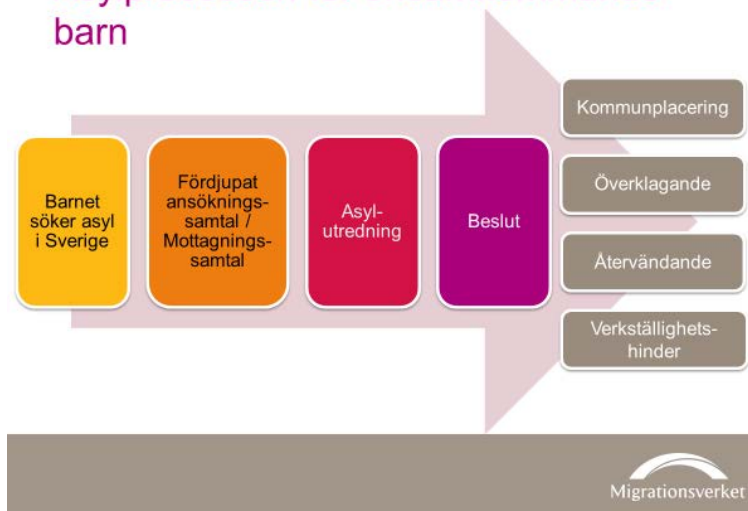 barn
Barnet
söker asyl
i Sverige
Fördjupat
ansöknings-
samtal /
Mottagnings-
samtal
Asyl-
utredning
Beslut
Kommunplacering
Överklagande
Återvändande
Verkställighets-
hinder
Migrationsverket